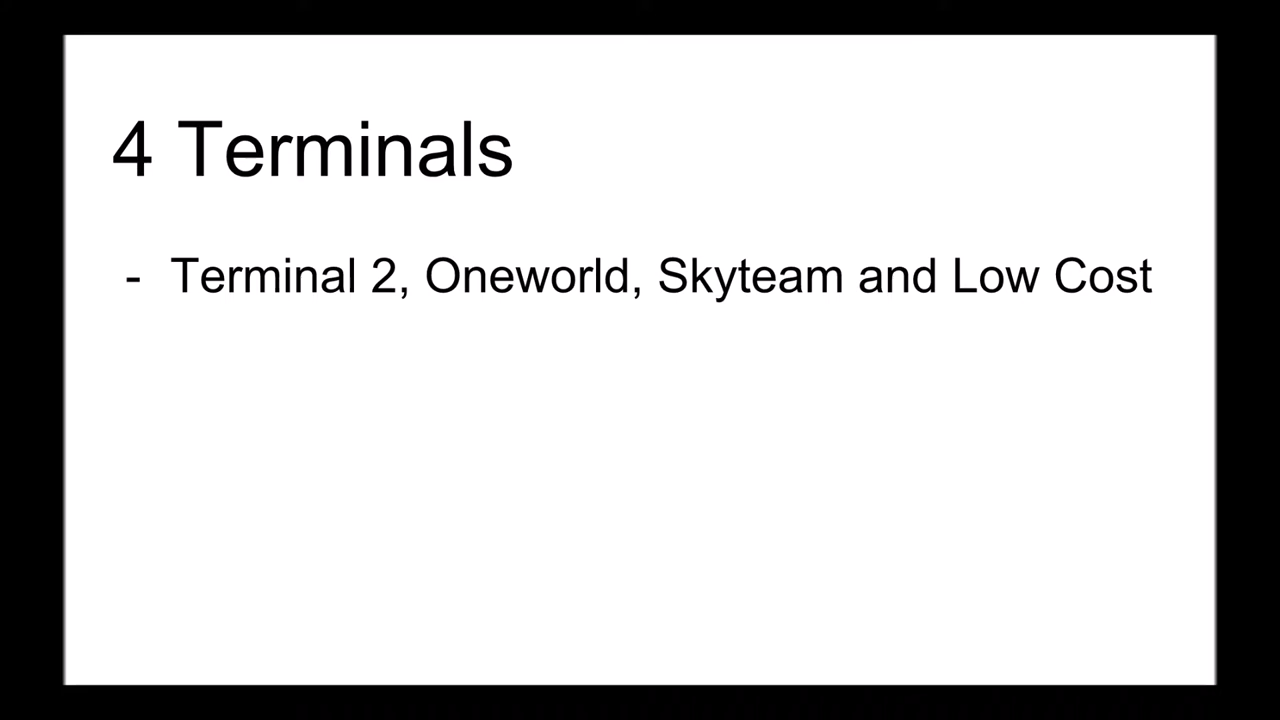 4 Terminals
- Terminal 2, Oneworld, Skyteam and Low Cost